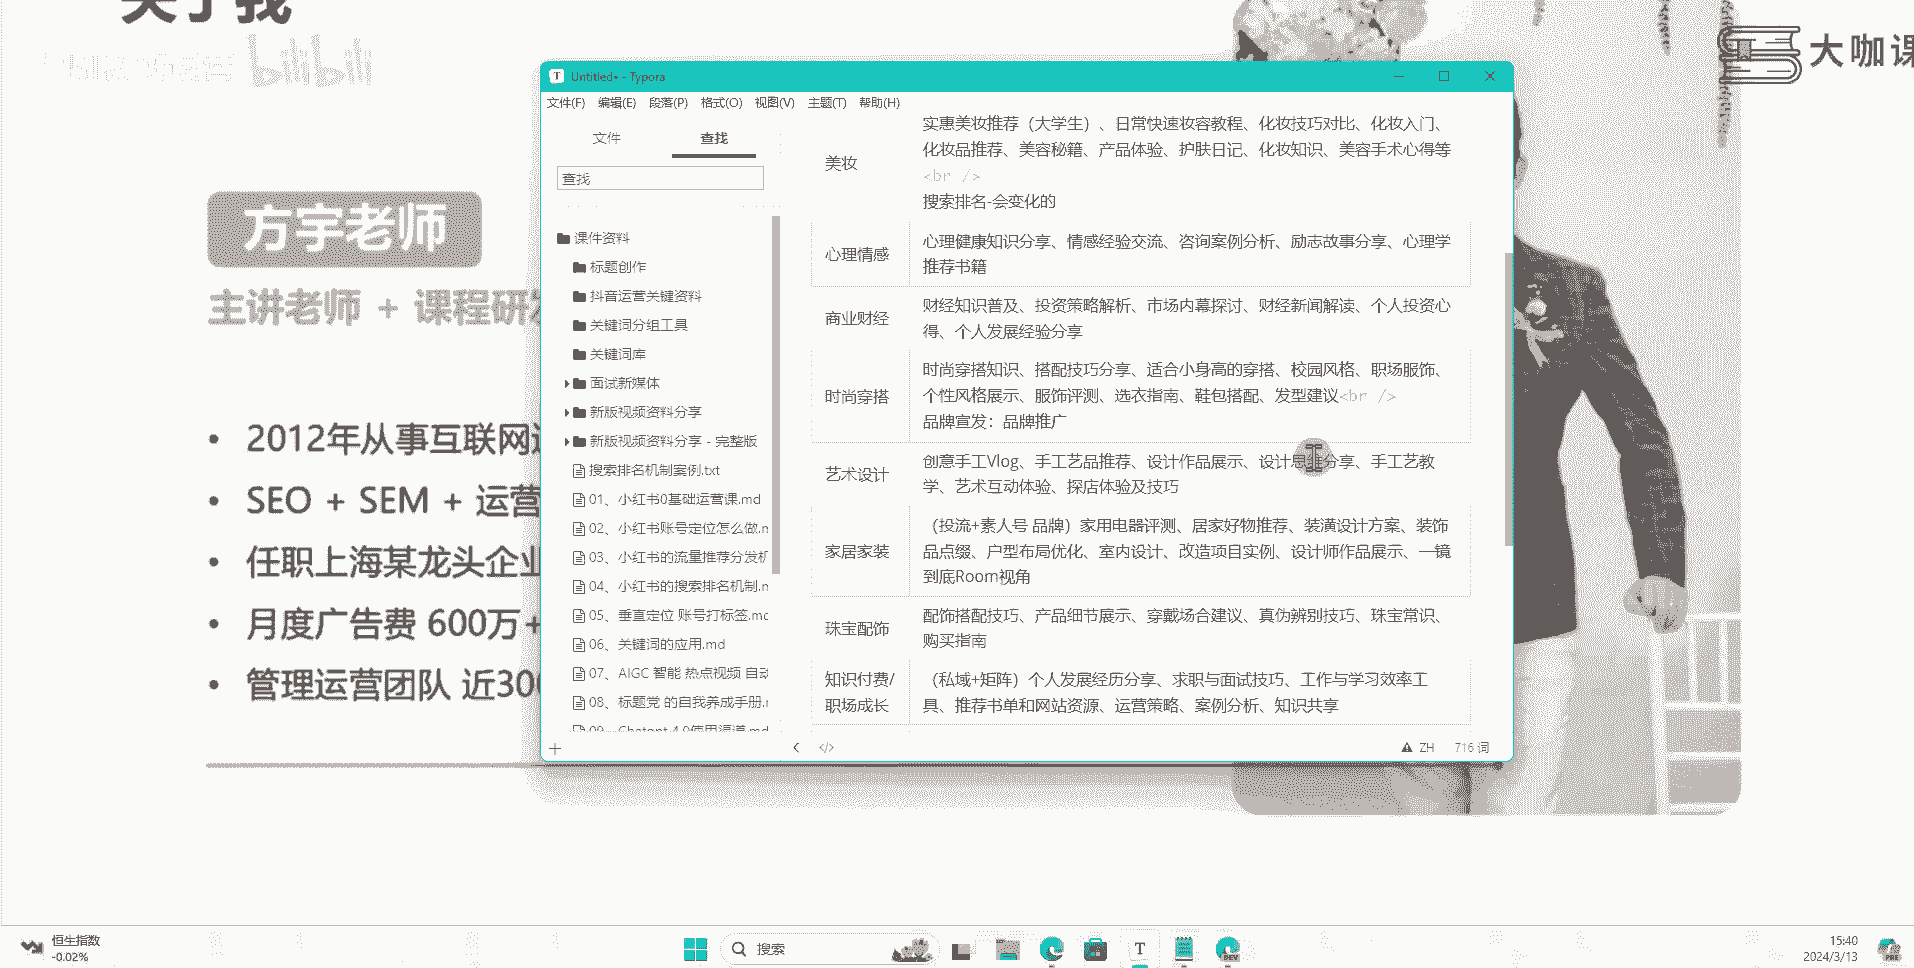 关于我
bilibili
大咖课
方宇老师
主讲老师 + 课程研发
• 2012年从事互联网
• SEO + SEM + 运营
• 任职上海某龙头企业
• 月度广告费 600万+
• 管理运营团队 近300
Untitled• - Typora
文件(F) 编辑(E) 段落(P) 格式(O) 视图(V) 主题(T) 帮助(H)
文件 查找
查找
课件资料
标题创作
抖音运营关键资料
关键词分组工具
关键词库
面试新媒体
新版视频资料分享
新版视频资料分享 - 完整版
搜索排名机制案例.txt
01、小红书0基础运营课.md
02、小红书账号定位怎么做.m
03、小红书的流量推荐分发机
04、小红书的搜索排名机制.m
05、垂直定位 账号打标签.mc
06、关键词的应用.md
07、AIGC 智能 热点视频 自动
08、标题党 的自我养成手册.r
09、Chatgpt 4.0使用渠道.md
美妆
实惠美妆推荐（大学生）、日常快速妆容教程、化妆技巧对比、化妆入门、
化妆品推荐、美容秘籍、产品体验、护肤日记、化妆知识、美容手术心得等
<br />
搜索排名-会变化的
心理情感
心理健康知识分享、情感经验交流、咨询案例分析、励志故事分享、心理学
推荐书籍
商业财经
财经知识普及、投资策略解析、市场内幕探讨、财经新闻解读、个人投资心
得、个人发展经验分享
时尚穿搭
时尚穿搭知识、搭配技巧分享、适合小身高的穿搭、校园风格、职场服饰、
个性风格展示、服饰评测、选衣指南、鞋包搭配、发型建议<br />
品牌宣发：品牌推广
艺术设计
创意手工Vlog、手工艺品推荐、设计作品展示、设计思维分享、手工艺教
学、艺术互动体验、探店体验及技巧
家居家装
（投流+素人号 品牌）家用电器评测、居家好物推荐、装潢设计方案、装饰
品点缀、户型布局优化、室内设计、改造项目实例、设计师作品展示、一镜
到底Room视角
珠宝配饰
配饰搭配技巧、产品细节展示、穿戴场合建议、真伪辨别技巧、珠宝常识、
购买指南
知识付费/
职场成长
（私域+矩阵）个人发展经历分享、求职与面试技巧、工作与学习效率工
具、推荐书单和网站资源、运营策略、案例分析、知识共享
ZH 716 词
恒生指数
-0.02%
搜索
T
DEV
15:40
2024/3/13
PRE